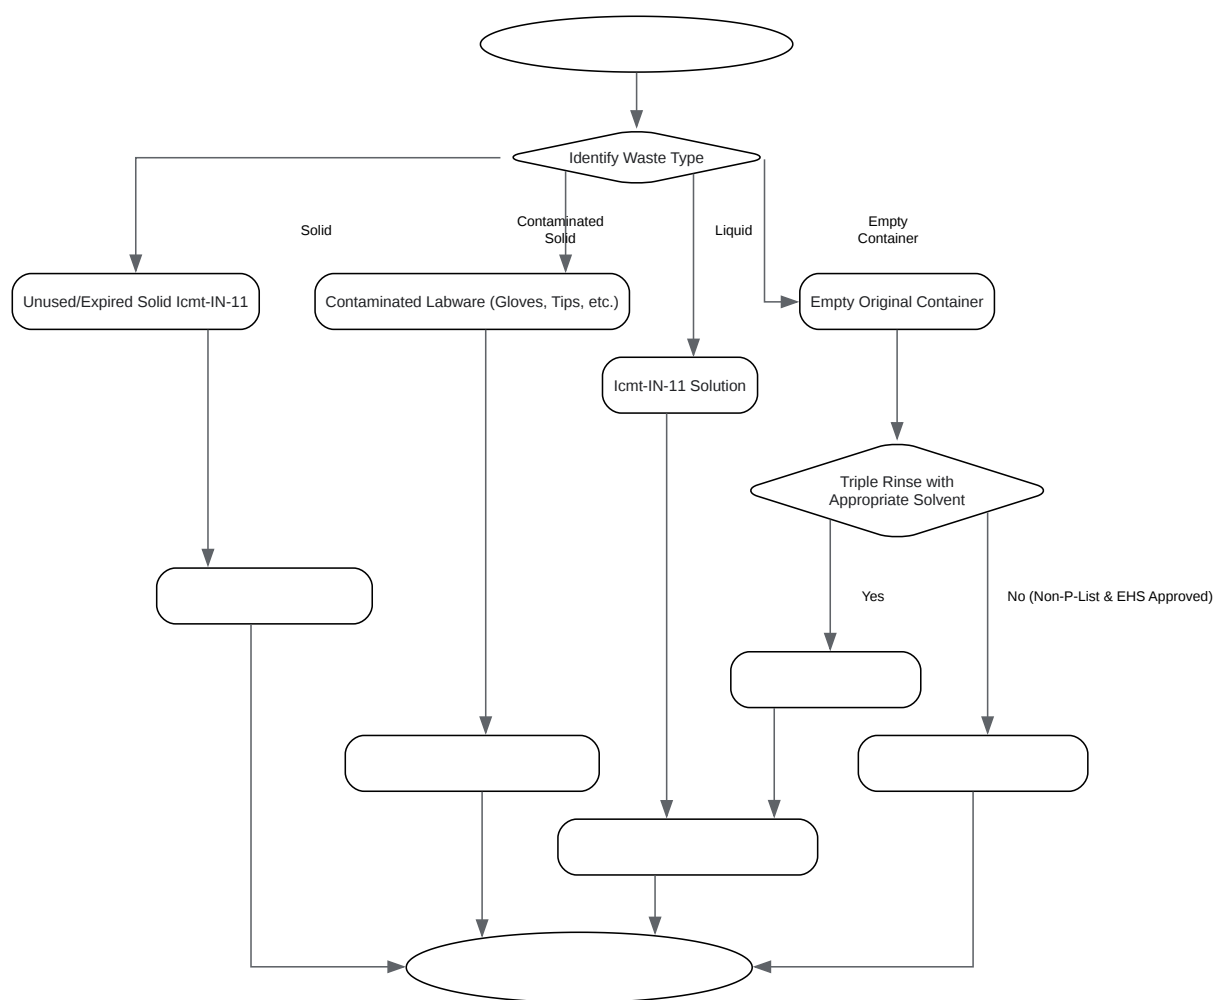 Identify Waste Type
Solid
Contaminated
Solid
Liquid
Empty
Container
Unused/Expired Solid Icmt-IN-11
Contaminated Labware (Gloves, Tips, etc.)
Empty Original Container
Icmt-IN-11 Solution
Triple Rinse with
Appropriate Solvent
Yes
No (Non-P-List & EHS Approved)